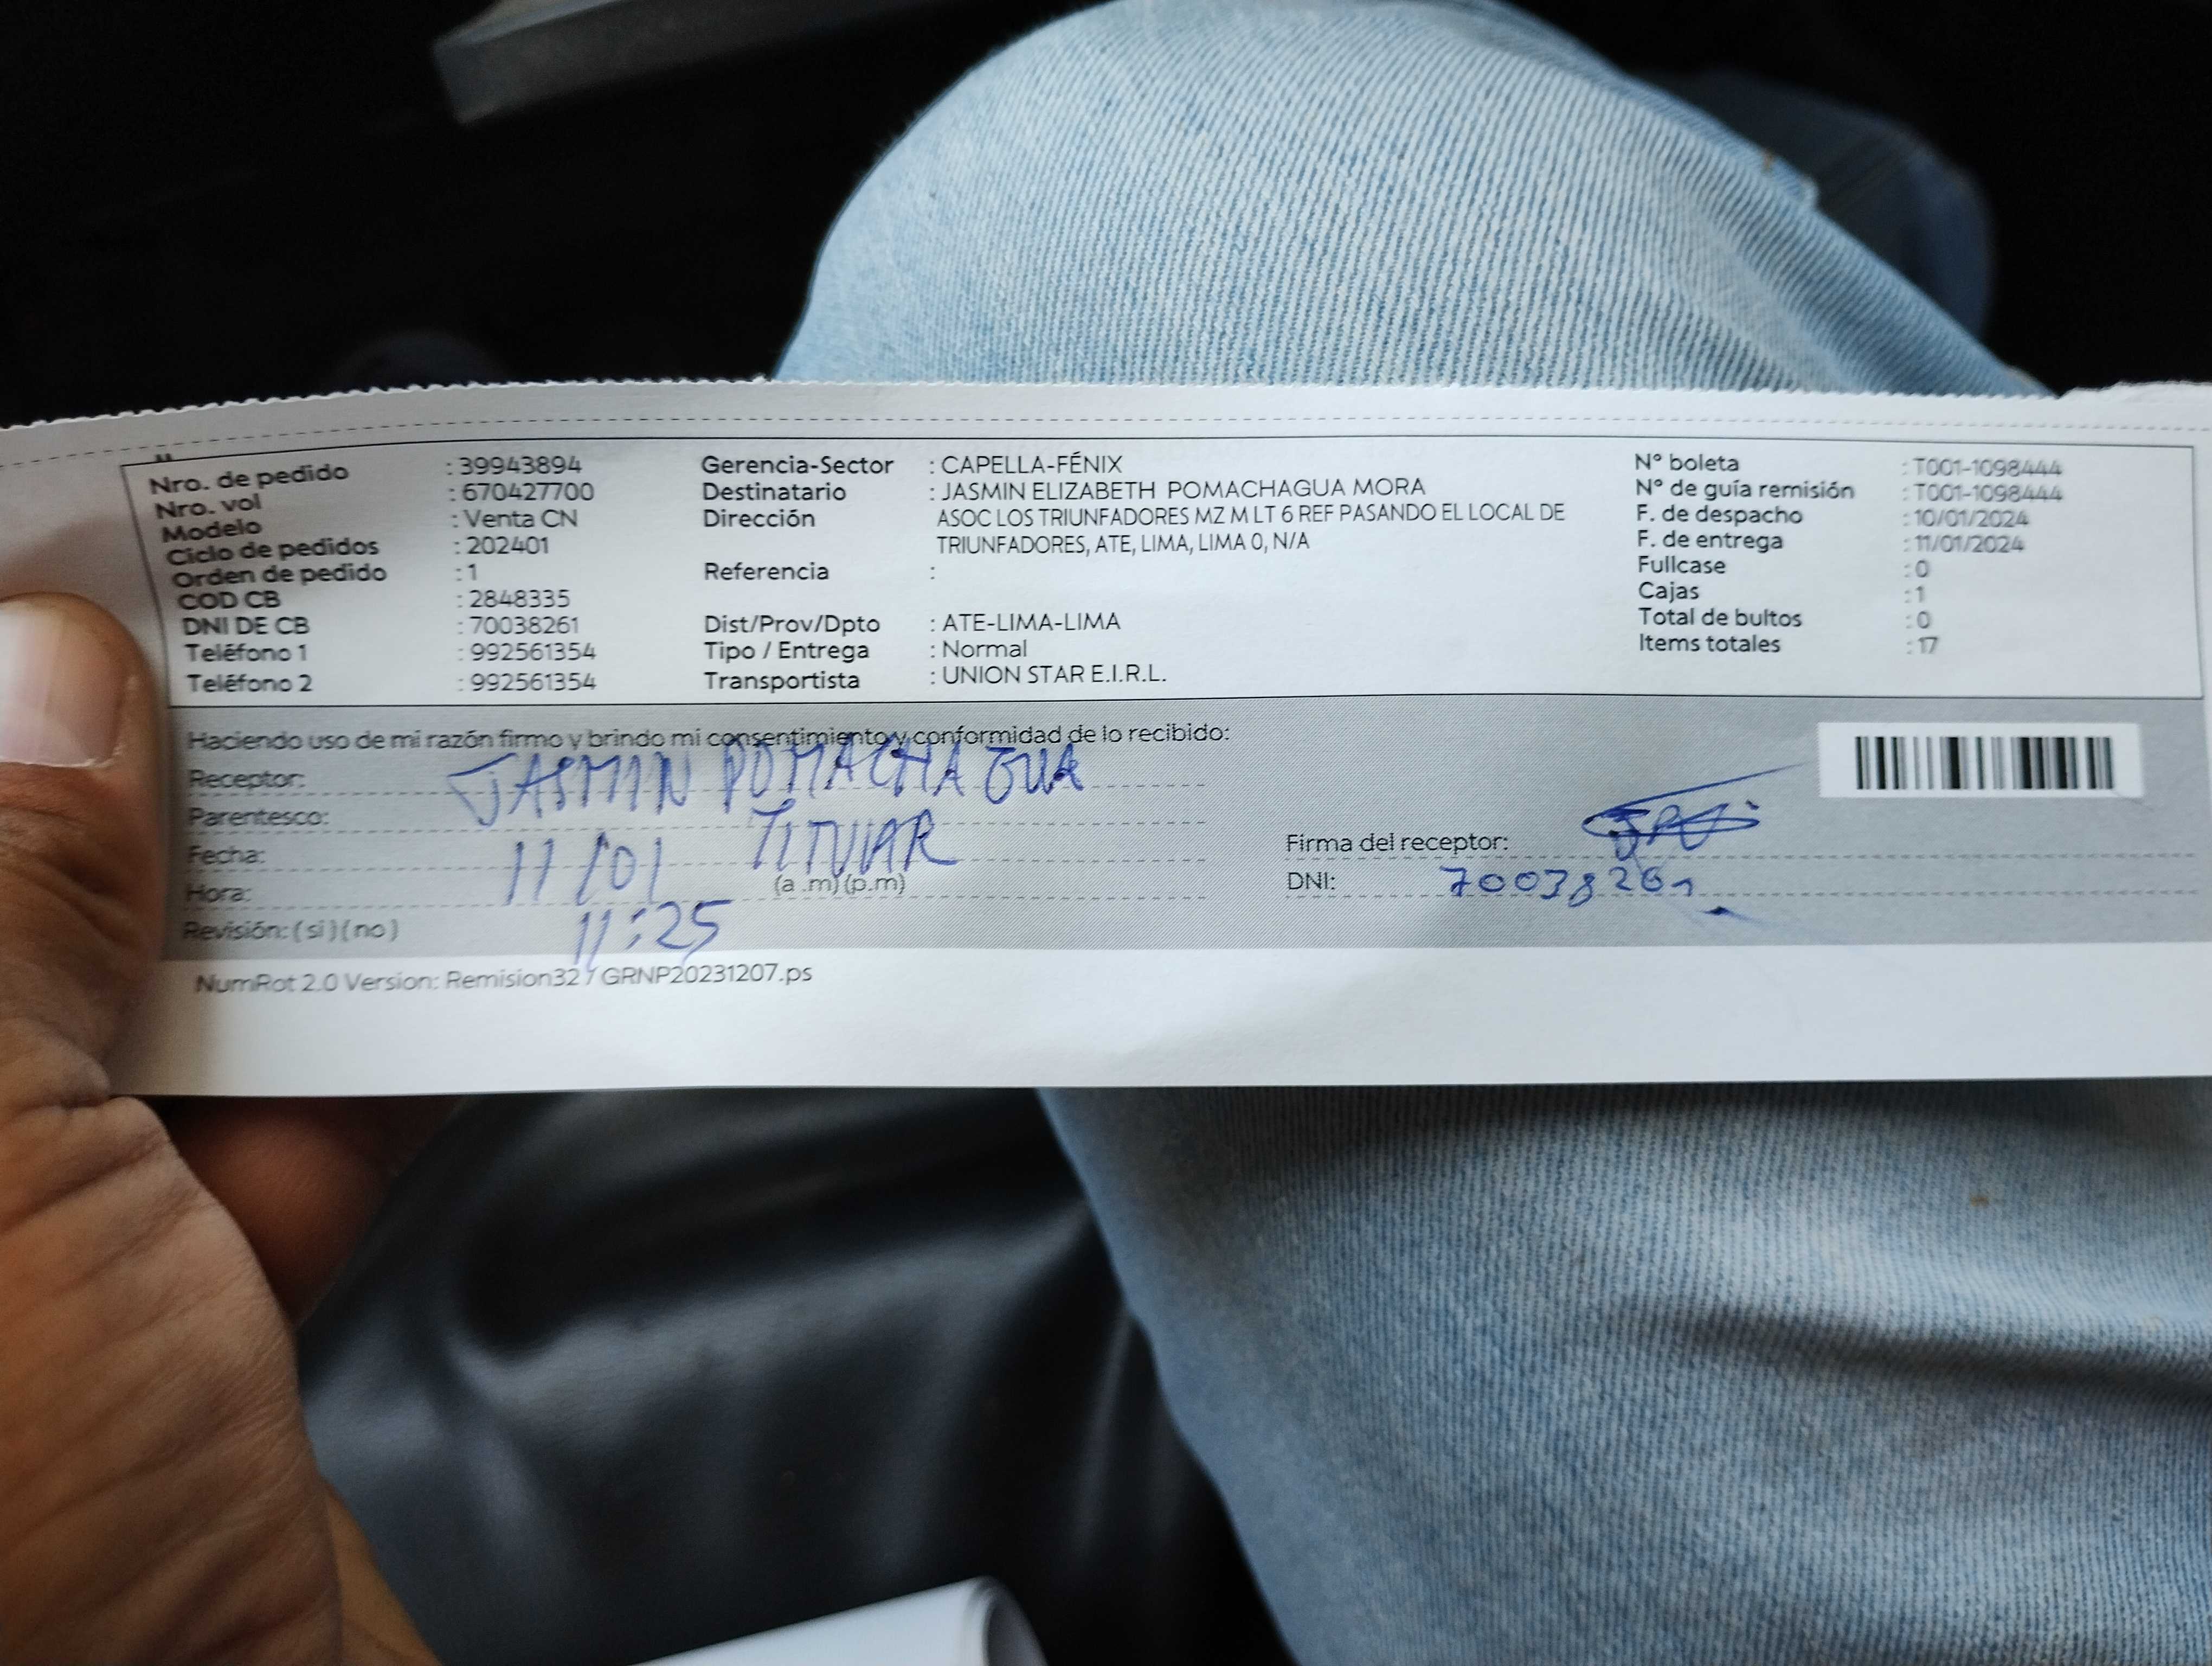 Nro. de pedido : 39943894
Nro. vol : 670427700
Modelo : Venta CN
Ciclo de pedidos : 202401
Orden de pedido : 1
COD CB : 2848335
DNI DE CB : 70038261
Teléfono 1 : 992561354
Teléfono 2 : 992561354
Gerencia-Sector : CAPELLA-FÉNIX
Destinatario : JASMIN ELIZABETH POMACHAGUA MORA
Dirección ASOC LOS TRIUNFADORES MZ M LT 6 REF PASANDO EL LOCAL DE
TRIUNFADORES, ATE, LIMA, LIMA 0, N/A
Referencia :
Dist/Prov/Dpto : ATE-LIMA-LIMA
Tipo / Entrega : Normal
Transportista : UNION STAR E.I.R.L.
N° boleta : T001-1098444
N° de guía remisión : T001-1098444
F. de despacho : 10/01/2024
F. de entrega : 11/01/2024
Fullcase : 0
Cajas : 1
Total de bultos : 0
Items totales : 17
Haciendo uso de mi razón firmo y brindo mi consentimiento y conformidad de lo recibido:
Receptor: JASMIN POMACHAGUA
Parentesco: TITULAR
Fecha: 11/01
Hora: (a.m)(p.m)
11:25
Revisión: (si)(no)
Firma del receptor:
DNI: 70038261
NumRot 2.0 Version: Remision32 / GRNP20231207.ps